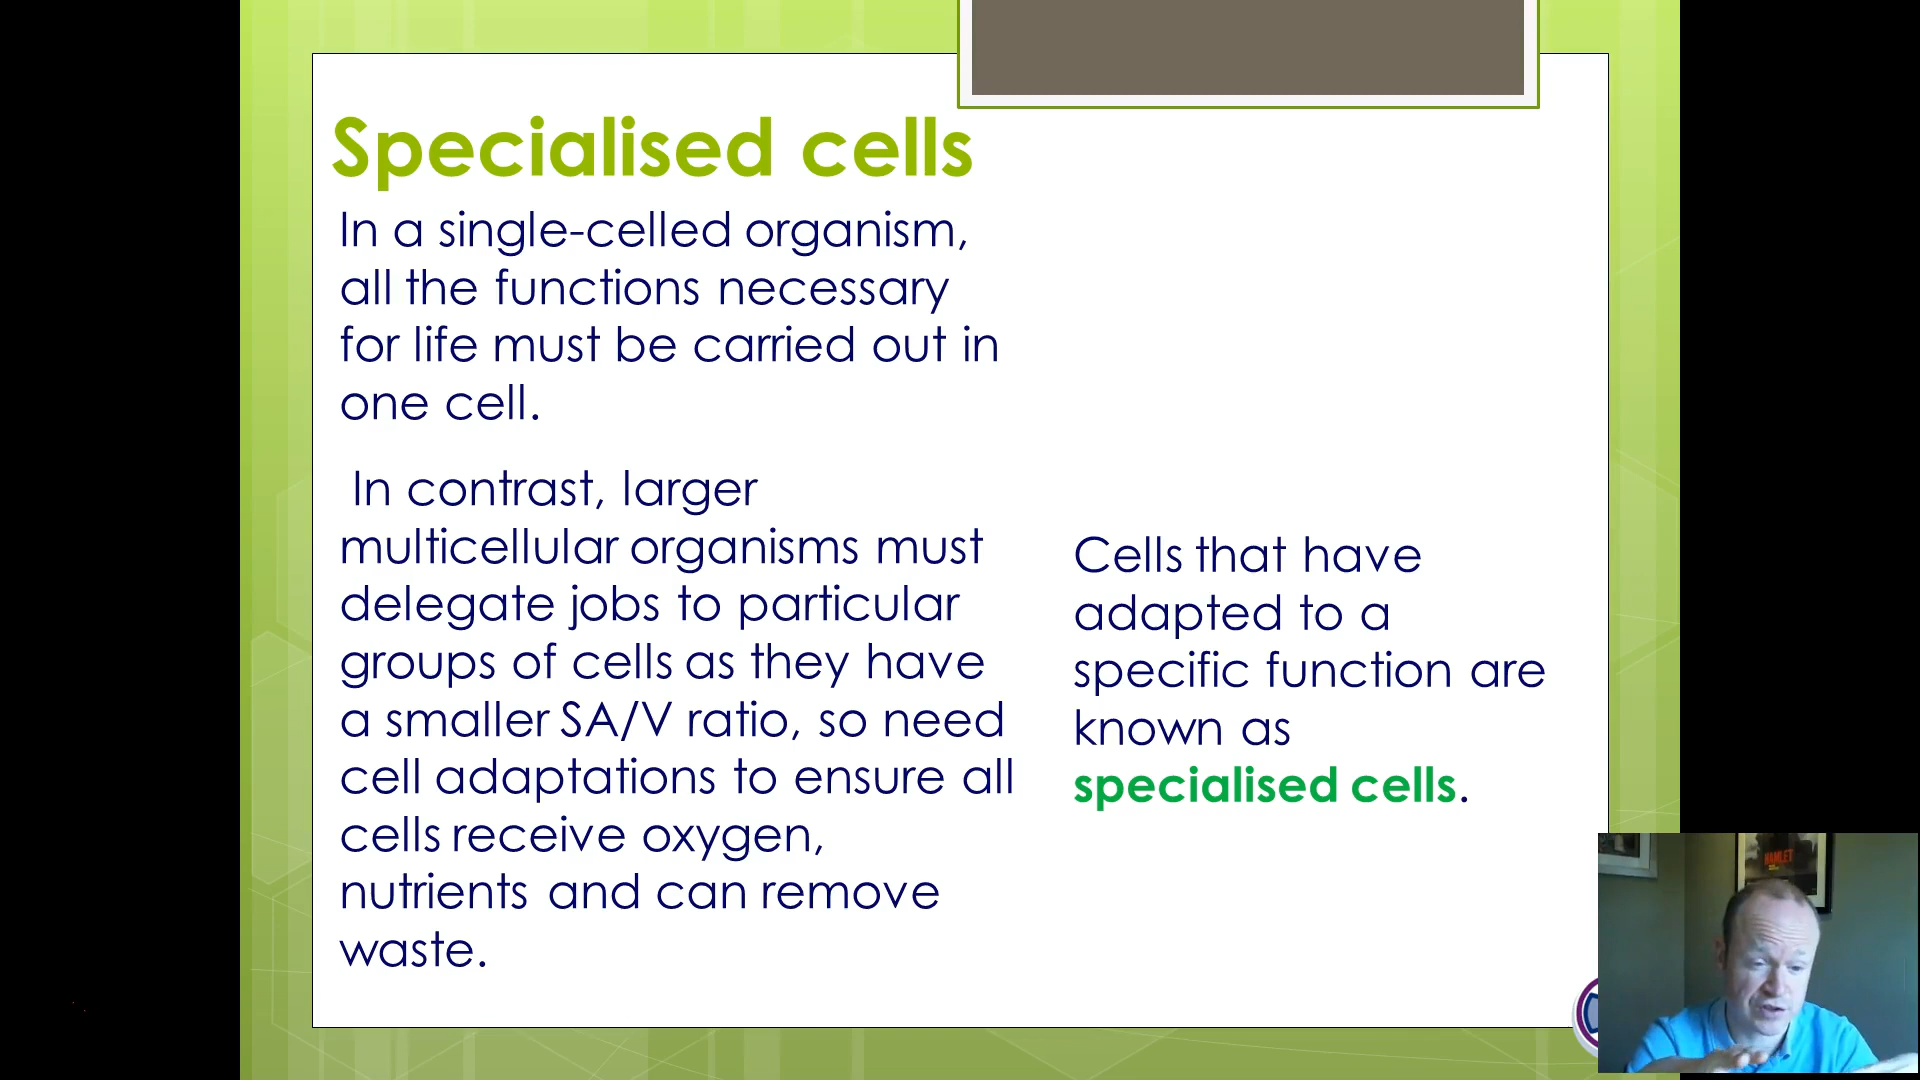 Specialised cells
In a single-celled organism,
all the functions necessary
for life must be carried out in
one cell.
In contrast, larger
multicellular organisms must
delegate jobs to particular
groups of cells as they have
a smaller SA/V ratio, so need
cell adaptations to ensure all
cells receive oxygen,
nutrients and can remove
waste.
Cells that have
adapted to a
specific function are
known as
specialised cells.
HAMLET